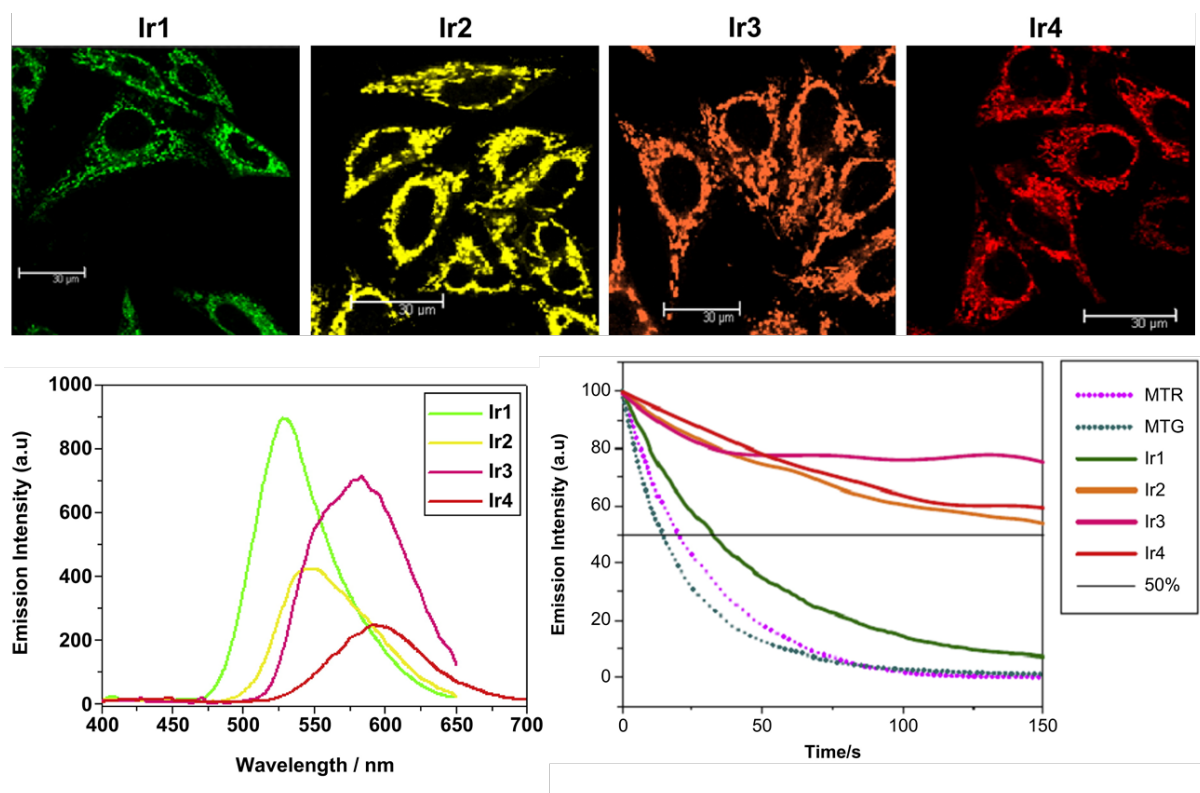 Ir1 Ir2 Ir3 Ir4
30 µm 30 µm 30 µm 30 µm
1000
800
600
400
200
0
400 450 500 550 600 650 700
Emission Intensity (a.u)
Wavelength / nm
Ir1
Ir2
Ir3
Ir4
100
80
60
40
20
0
0 50 100 150
Emission Intensity (a.u)
Time/s
MTR
MTG
Ir1
Ir2
Ir3
Ir4
50%